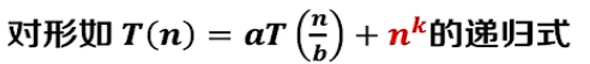 对形如 T(n) = aT(n/b) + n^k的递归式